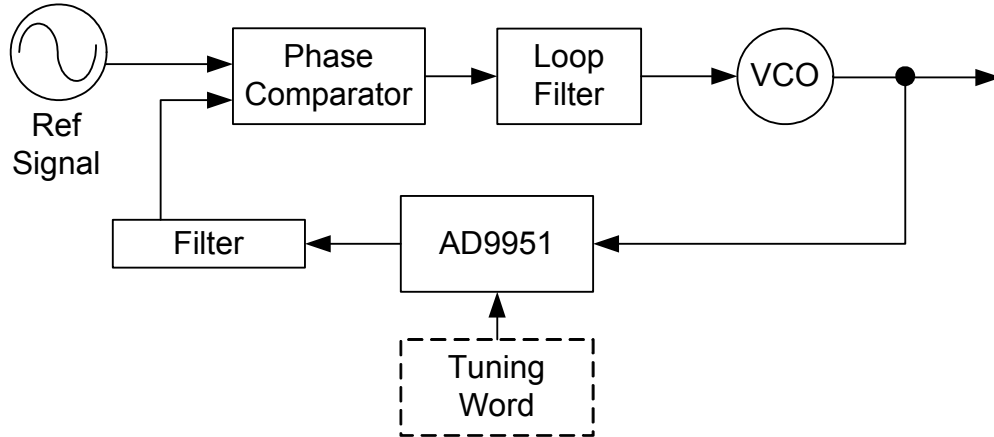 Ref
Signal
Phase
Comparator
Loop
Filter
VCO
Filter
AD9951
Tuning
Word